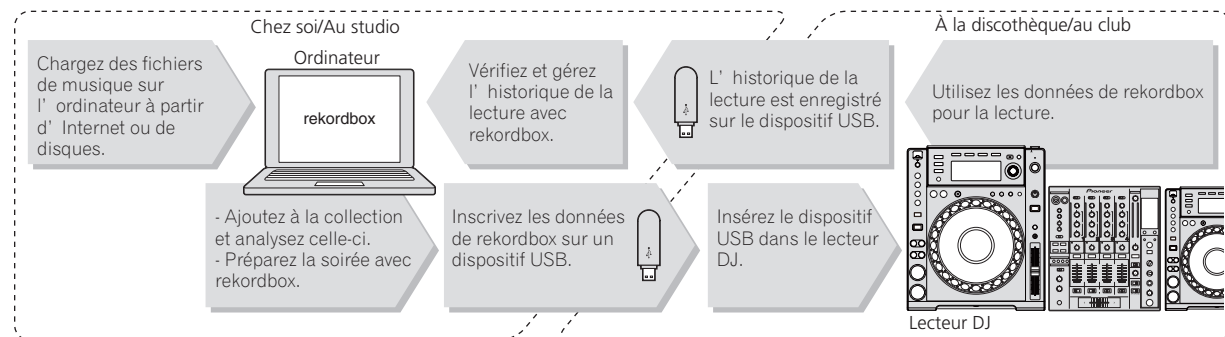 Chez soi/Au studio
À la discothèque/au club
Chargez des fichiers
de musique sur
l' ordinateur à partir
d' Internet ou de
disques.
Ordinateur
rekordbox
Vérifiez et gérez
l' historique de la
lecture avec
rekordbox.
L' historique de la
lecture est enregistré
sur le dispositif USB.
Utilisez les données de rekordbox
pour la lecture.
- Ajoutez à la collection
et analysez celle-ci.
- Préparez la soirée avec
rekordbox.
Inscrivez les données
de rekordbox sur un
dispositif USB.
Insérez le dispositif
USB dans le lecteur
DJ.
Pioneer
Lecteur DJ